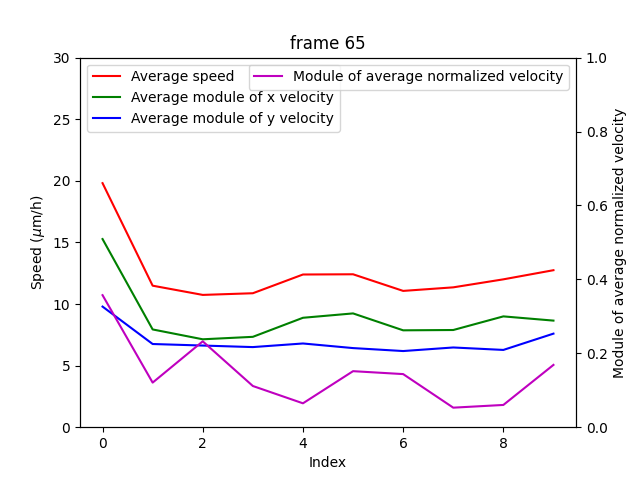 frame 65
Average speed
Average module of x velocity
Average module of y velocity
Module of average normalized velocity
30
25
20
15
10
5
0
Speed (μm/h)
1.0
0.8
0.6
0.4
0.2
0.0
Module of average normalized velocity
0 2 4 6 8
Index